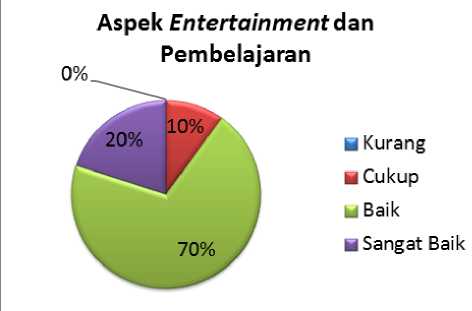 Aspek Entertainment dan
Pembelajaran
0%
10%
20%
70%
Kurang
Cukup
Baik
Sangat Baik